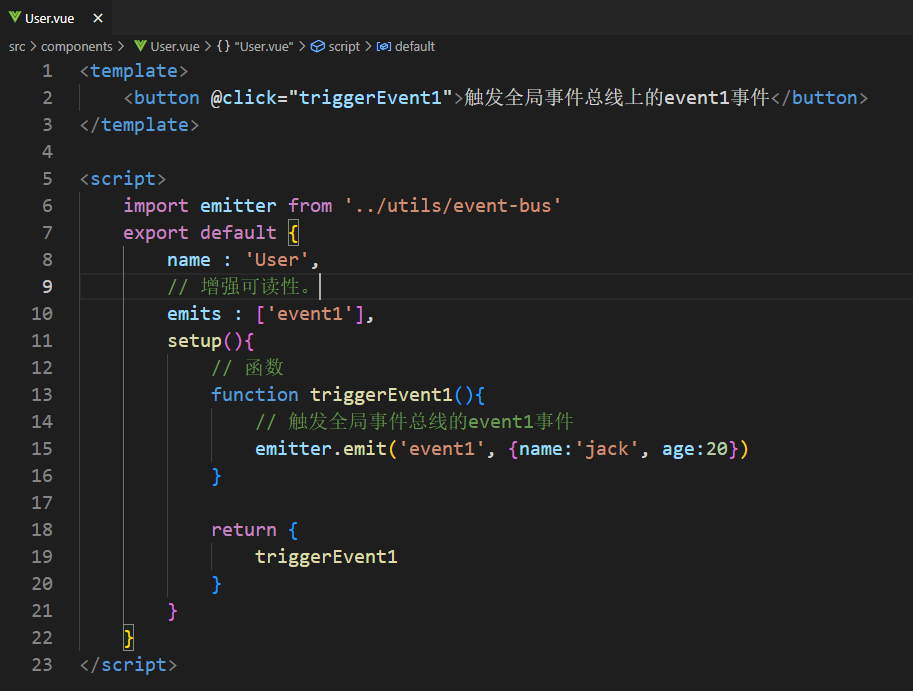 User.vue ×
src > components > User.vue > {} "User.vue" > script > default
1 <template>
2     <button @click="triggerEvent1">触发全局事件总线上的event1事件</button>
3 </template>
4
5 <script>
6     import emitter from '../utils/event-bus'
7     export default {
8         name : 'User',
9         // 增强可读性。
10         emits : ['event1'],
11         setup(){
12             // 函数
13             function triggerEvent1(){
14                 // 触发全局事件总线的event1事件
15                 emitter.emit('event1', {name:'jack', age:20})
16             }
17
18             return {
19                 triggerEvent1
20             }
21         }
22     }
23 </script>